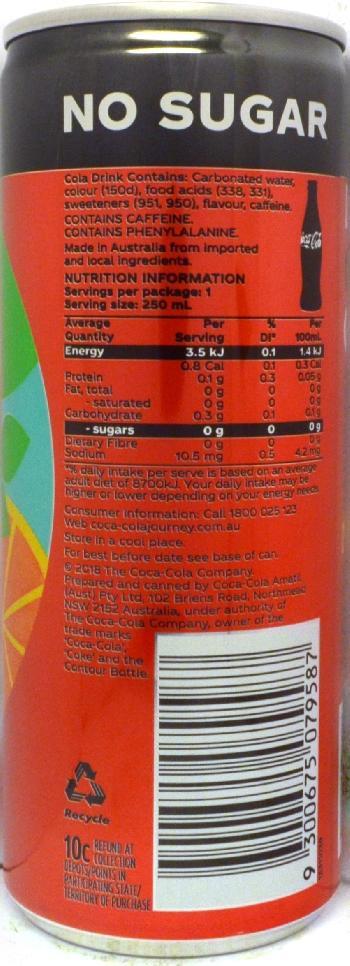 NO SUGAR
Cola Drink Contains: Carbonated water,
colour (150d), food acids (338, 331),
sweeteners (951, 950), flavour, caffeine.
CONTAINS CAFFEINE.
CONTAINS PHENYLALANINE.
Made in Australia from imported
and local ingredients.
Coca-Cola
NUTRITION INFORMATION
Servings per package: 1
Serving size: 250 mL
Average Per % Per
Quantity Serving DI* 100mL
Energy 3.5 kJ 0.1 1.4 kJ
0.8 Cal 0.1 0.3 Cal
Protein 0.1 g 0.3 0.05 g
Fat, total 0 g 0 0 g
- saturated 0 g 0 0 g
Carbohydrate 0.3 g 0.1 0.1 g
- sugars 0 g 0 0 g
Dietary Fibre 0 g 0 0 g
Sodium 10.5 mg 0.5 4.2 mg
*% daily intake per serve is based on an average
adult diet of 8700kJ. Your daily intake may be
higher or lower depending on your energy needs.
Consumer information: Call 1800 025 123
Web coca-colajourney.com.au
Store in a cool place.
For best before date see base of can.
© 2018 The Coca-Cola Company.
Prepared and canned by Coca-Cola Amatil
(Aust) Pty Ltd, 102 Briens Road, Northmead
NSW 2152 Australia, under authority of
The Coca-Cola Company, owner of the
trade marks
'Coca-Cola',
'Coke' and the
Contour Bottle.
Recycle
10c REFUND AT
COLLECTION
DEPOTS/POINTS IN
PARTICIPATING STATE/
TERRITORY OF PURCHASE
9 300675 079587